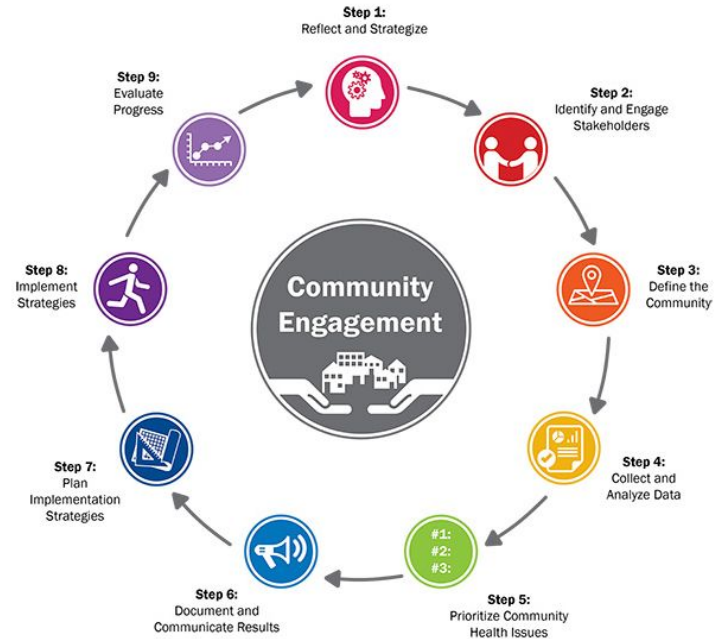 Step 1:
Reflect and Strategize
Step 2:
Identify and Engage
Stakeholders
Step 3:
Define the
Community
Step 4:
Collect and
Analyze Data
Step 5:
Prioritize Community
Health Issues
Step 6:
Document and
Communicate Results
Step 7:
Plan
Implementation
Strategies
Step 8:
Implement
Strategies
Step 9:
Evaluate
Progress
Community
Engagement
#1:
#2:
#3: